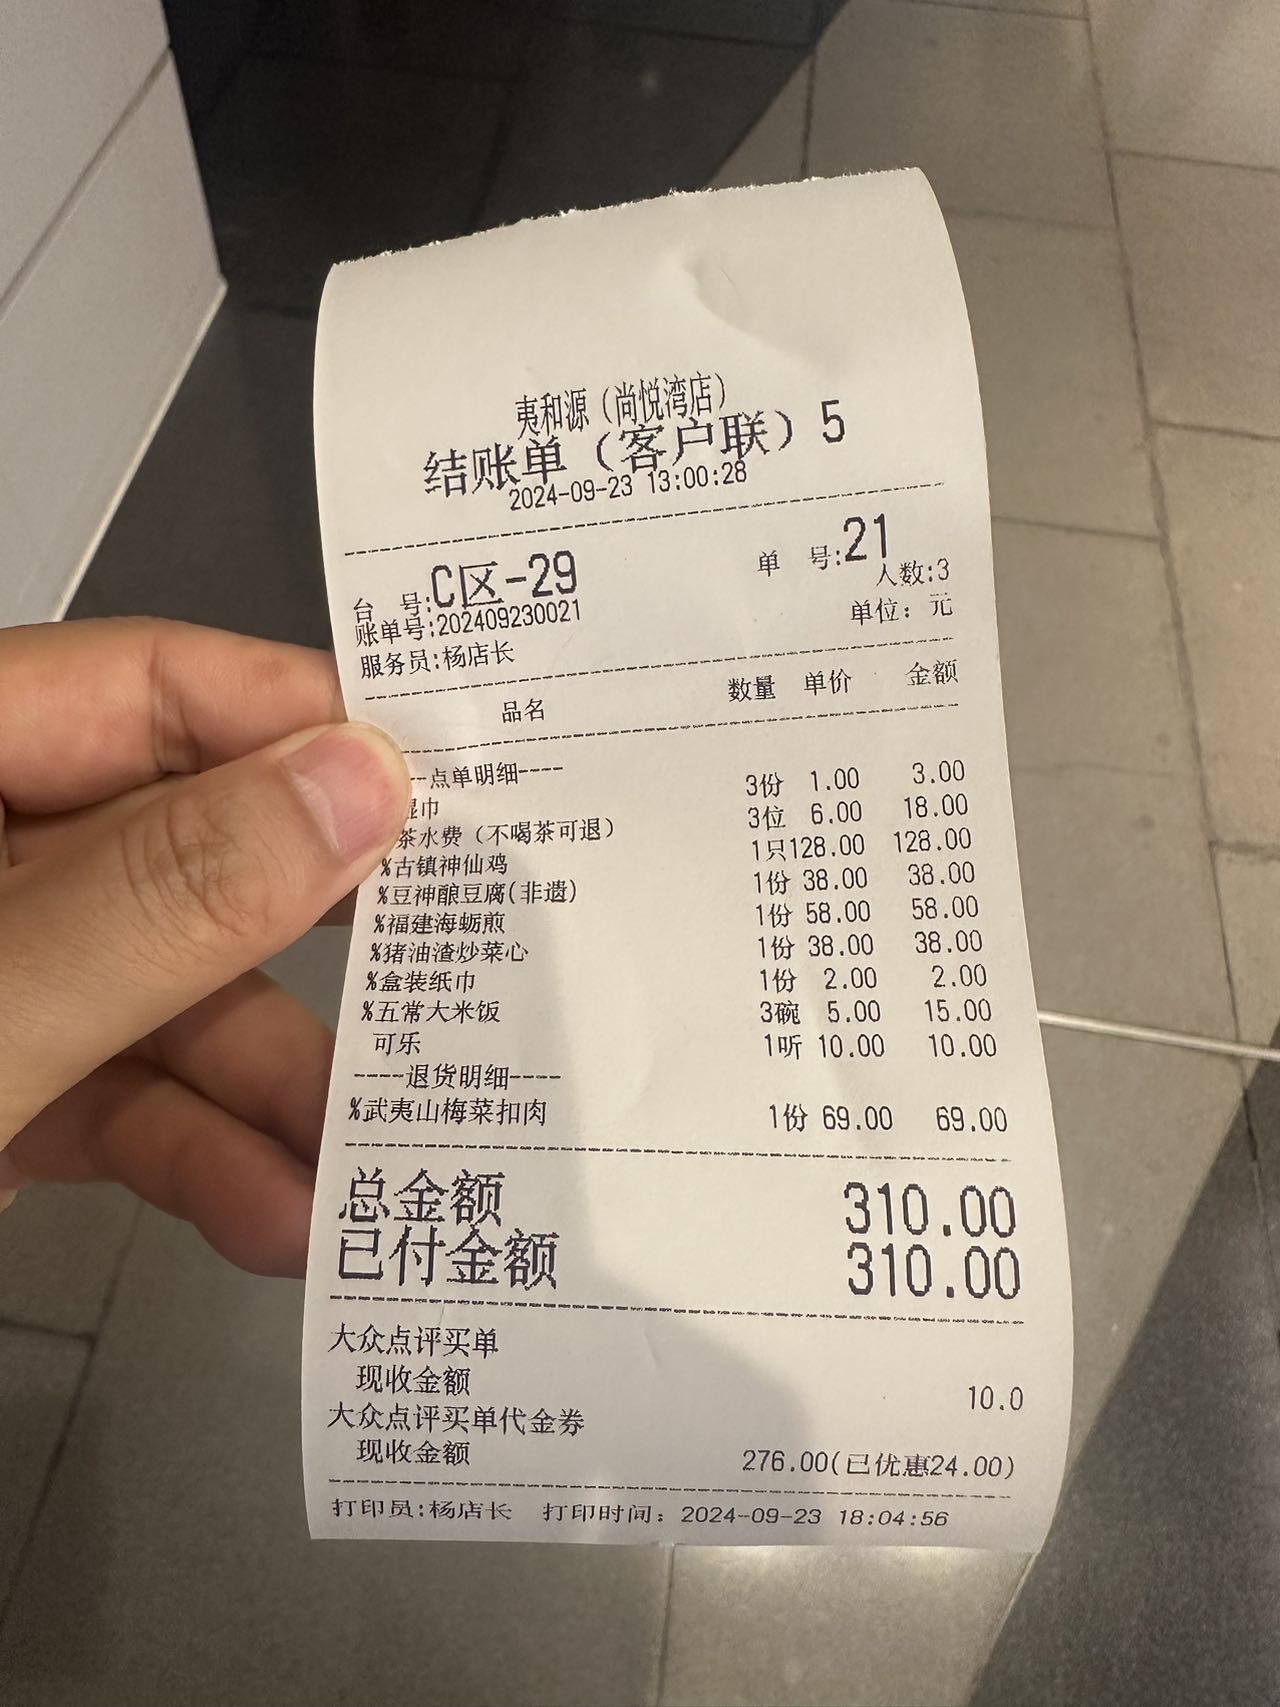 夷和源（尚悦湾店）
结账单（客户联）5
2024-09-23 13:00:28
台 号:C区-29 单 号:21
账单号:202409230021 人数:3
服务员:杨店长 单位：元
品名 数量 单价 金额
--点单明细----
湿巾 3份 1.00 3.00
茶水费（不喝茶可退） 3位 6.00 18.00
%古镇神仙鸡 1只128.00 128.00
%豆神酿豆腐(非遗) 1份 38.00 38.00
%福建海蛎煎 1份 58.00 58.00
%猪油渣炒菜心 1份 38.00 38.00
%盒装纸巾 1份 2.00 2.00
%五常大米饭 3碗 5.00 15.00
可乐 1听 10.00 10.00
----退货明细----
%武夷山梅菜扣肉 1份 69.00 69.00
总金额 310.00
已付金额 310.00
大众点评买单
现收金额 10.0
大众点评买单代金券
现收金额 276.00(已优惠24.00)
打印员:杨店长 打印时间：2024-09-23 18:04:56